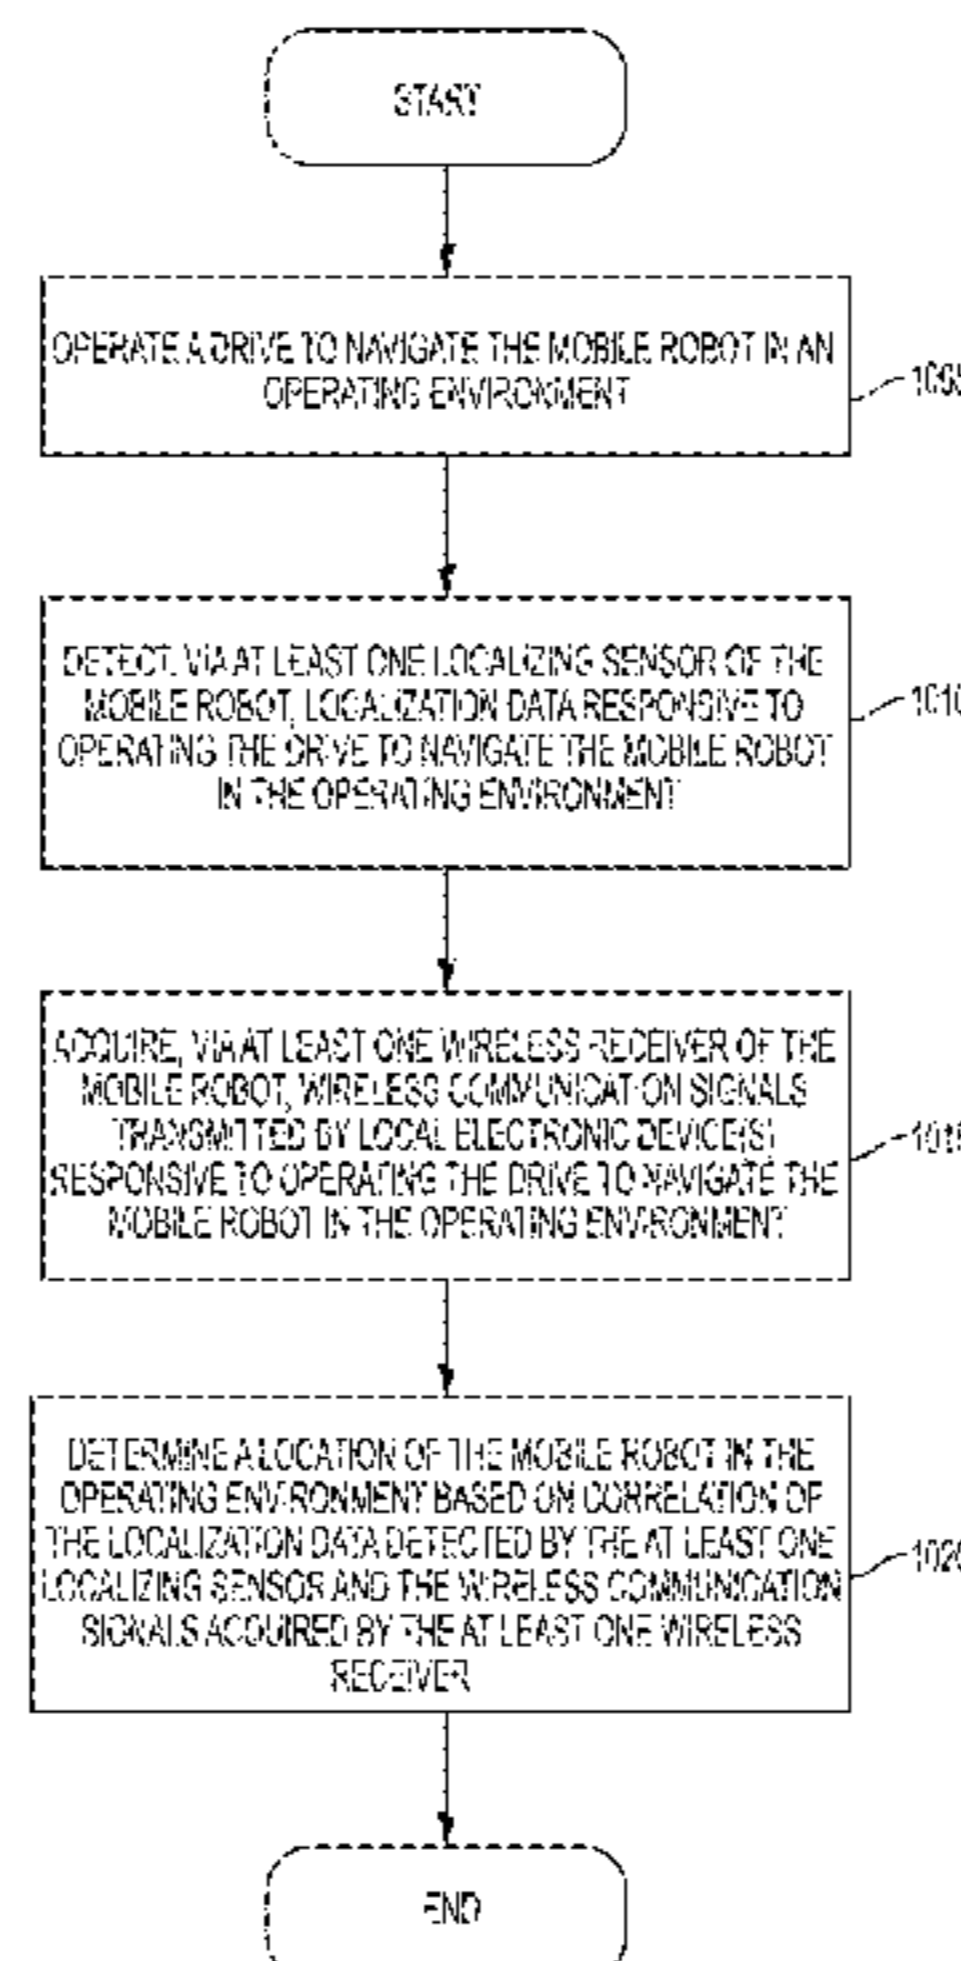 START
OPERATE A DRIVE TO NAVIGATE THE MOBILE ROBOT IN AN
OPERATING ENVIRONMENT
DETECT, VIA AT LEAST ONE LOCALIZING SENSOR OF THE
MOBILE ROBOT, LOCALIZATION DATA RESPONSIVE TO
OPERATING THE DRIVE TO NAVIGATE THE MOBILE ROBOT
IN THE OPERATING ENVIRONMENT
1010
ACQUIRE, VIA AT LEAST ONE WIRELESS RECEIVER OF THE
MOBILE ROBOT, WIRELESS COMMUNICATION SIGNALS
TRANSMITTED BY LOCAL ELECTRONIC DEVICE(S)
RESPONSIVE TO OPERATING THE DRIVE TO NAVIGATE THE
MOBILE ROBOT IN THE OPERATING ENVIRONMENT
DETERMINE A LOCATION OF THE MOBILE ROBOT IN THE
OPERATING ENVIRONMENT BASED ON CORRELATION OF
THE LOCALIZATION DATA DETECTED BY THE AT LEAST ONE
LOCALIZING SENSOR AND THE WIRELESS COMMUNICATION
SIGNALS ACQUIRED BY THE AT LEAST ONE WIRELESS
RECEIVER
1020
END